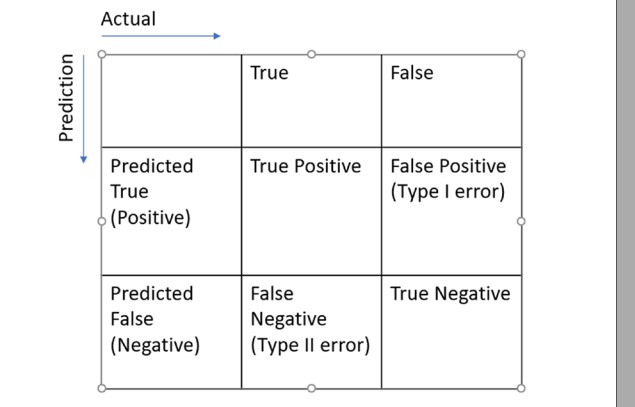 Actual
Prediction
True
False
Predicted
True
(Positive)
True Positive
False Positive
(Type I error)
Predicted
False
(Negative)
False
Negative
(Type II error)
True Negative